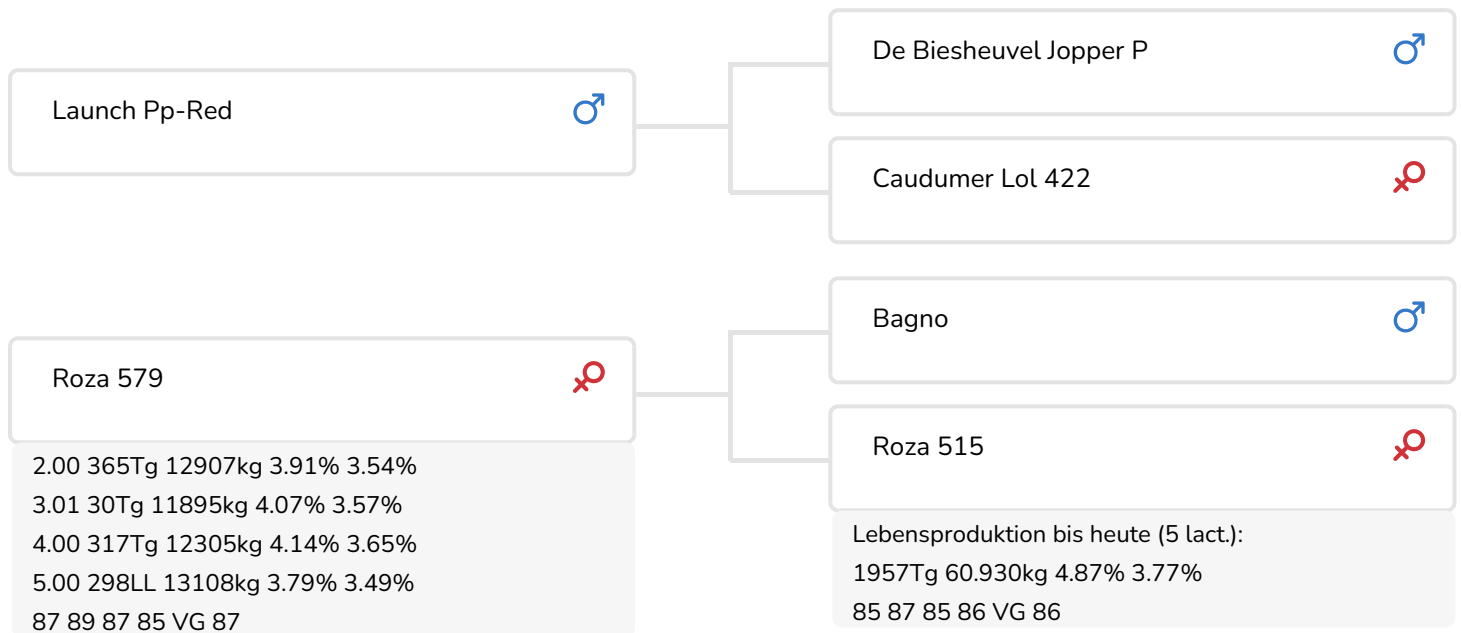 Launch Pp-Red
De Biesheuvel Jopper P
Caudumer Lol 422
Roza 579
2.00 365Tg 12907kg 3.91% 3.54%
3.01 30Tg 11895kg 4.07% 3.57%
4.00 317Tg 12305kg 4.14% 3.65%
5.00 298LL 13108kg 3.79% 3.49%
87 89 87 85 VG 87
Bagno
Roza 515
Lebensproduktion bis heute (5 lact.):
1957Tg 60.930kg 4.87% 3.77%
85 87 85 86 VG 86